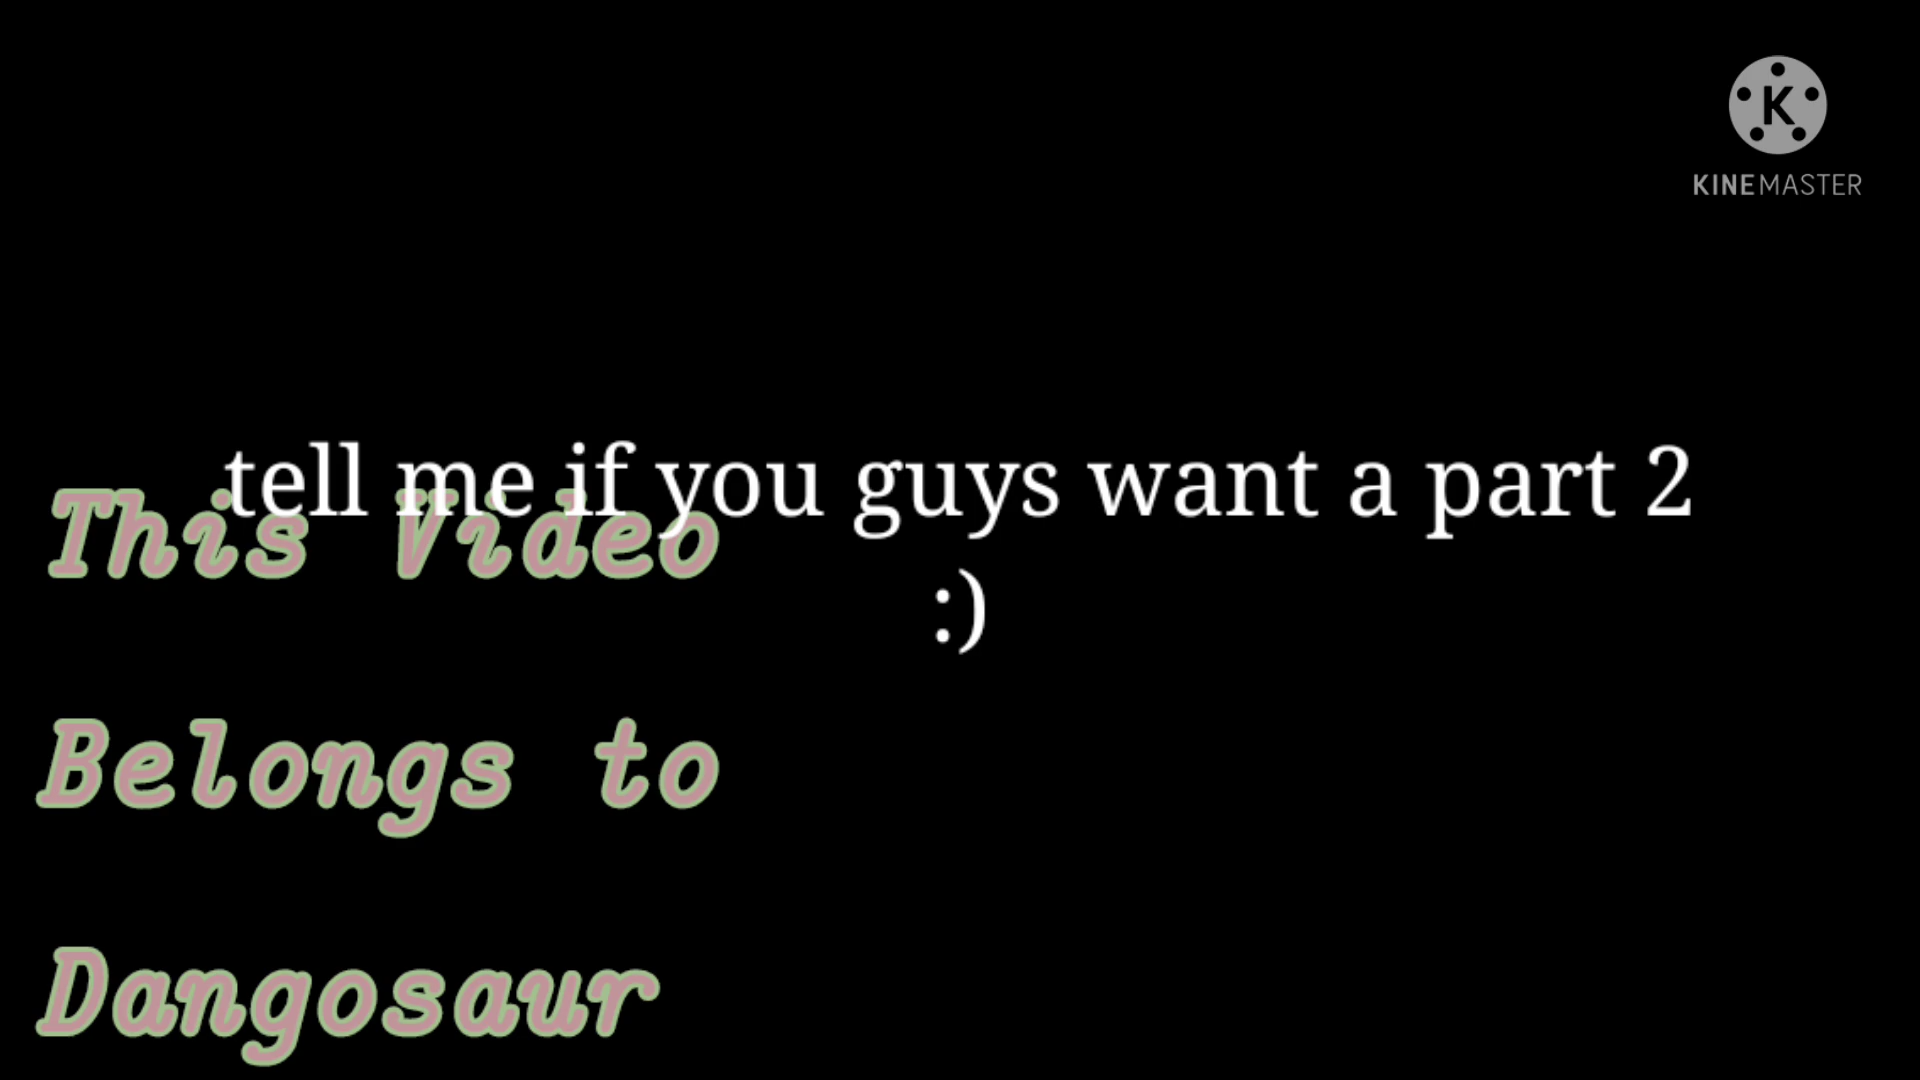 K
KINEMASTER
tell me if you guys want a part 2
:)
This Video
Belongs to
Dangosaur